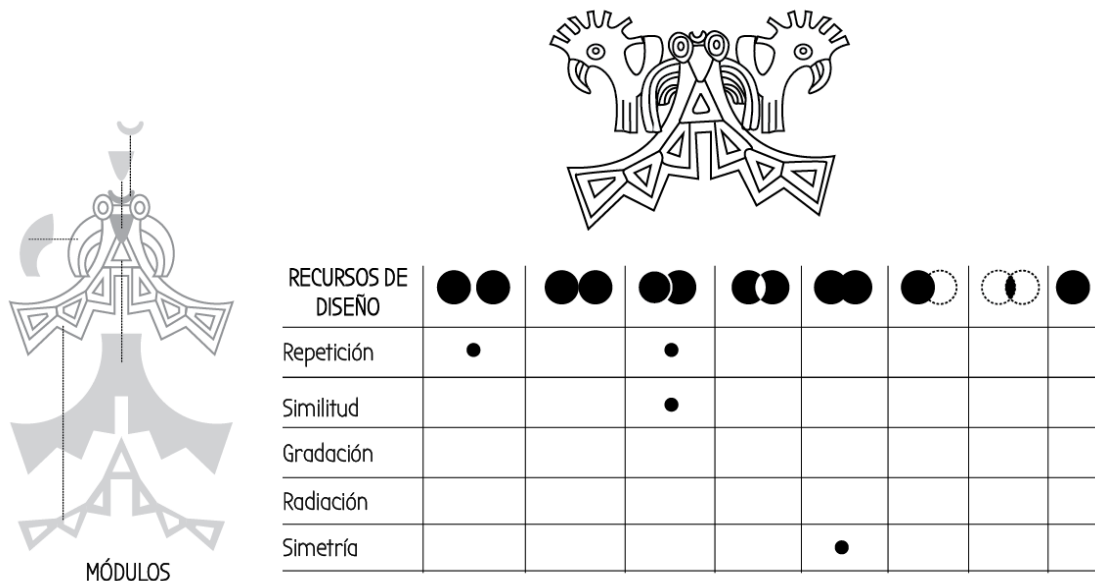 RECURSOS DE
DISEÑO
Repetición
Similitud
Gradación
Radiación
Simetría
MÓDULOS